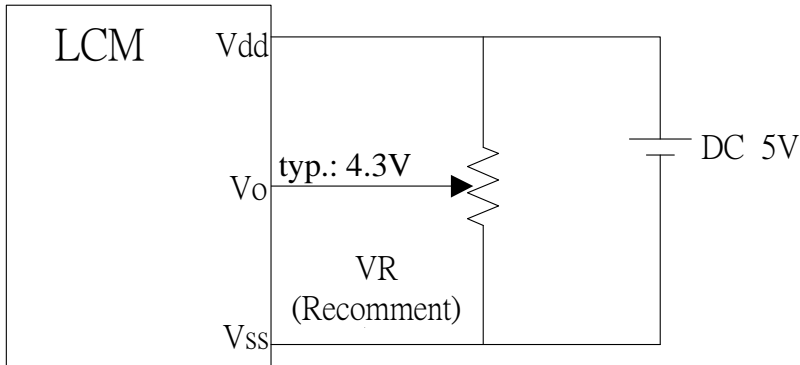 LCM
Vdd
DC 5V
typ.: 4.3V
Vo
VR
(Recomment)
Vss